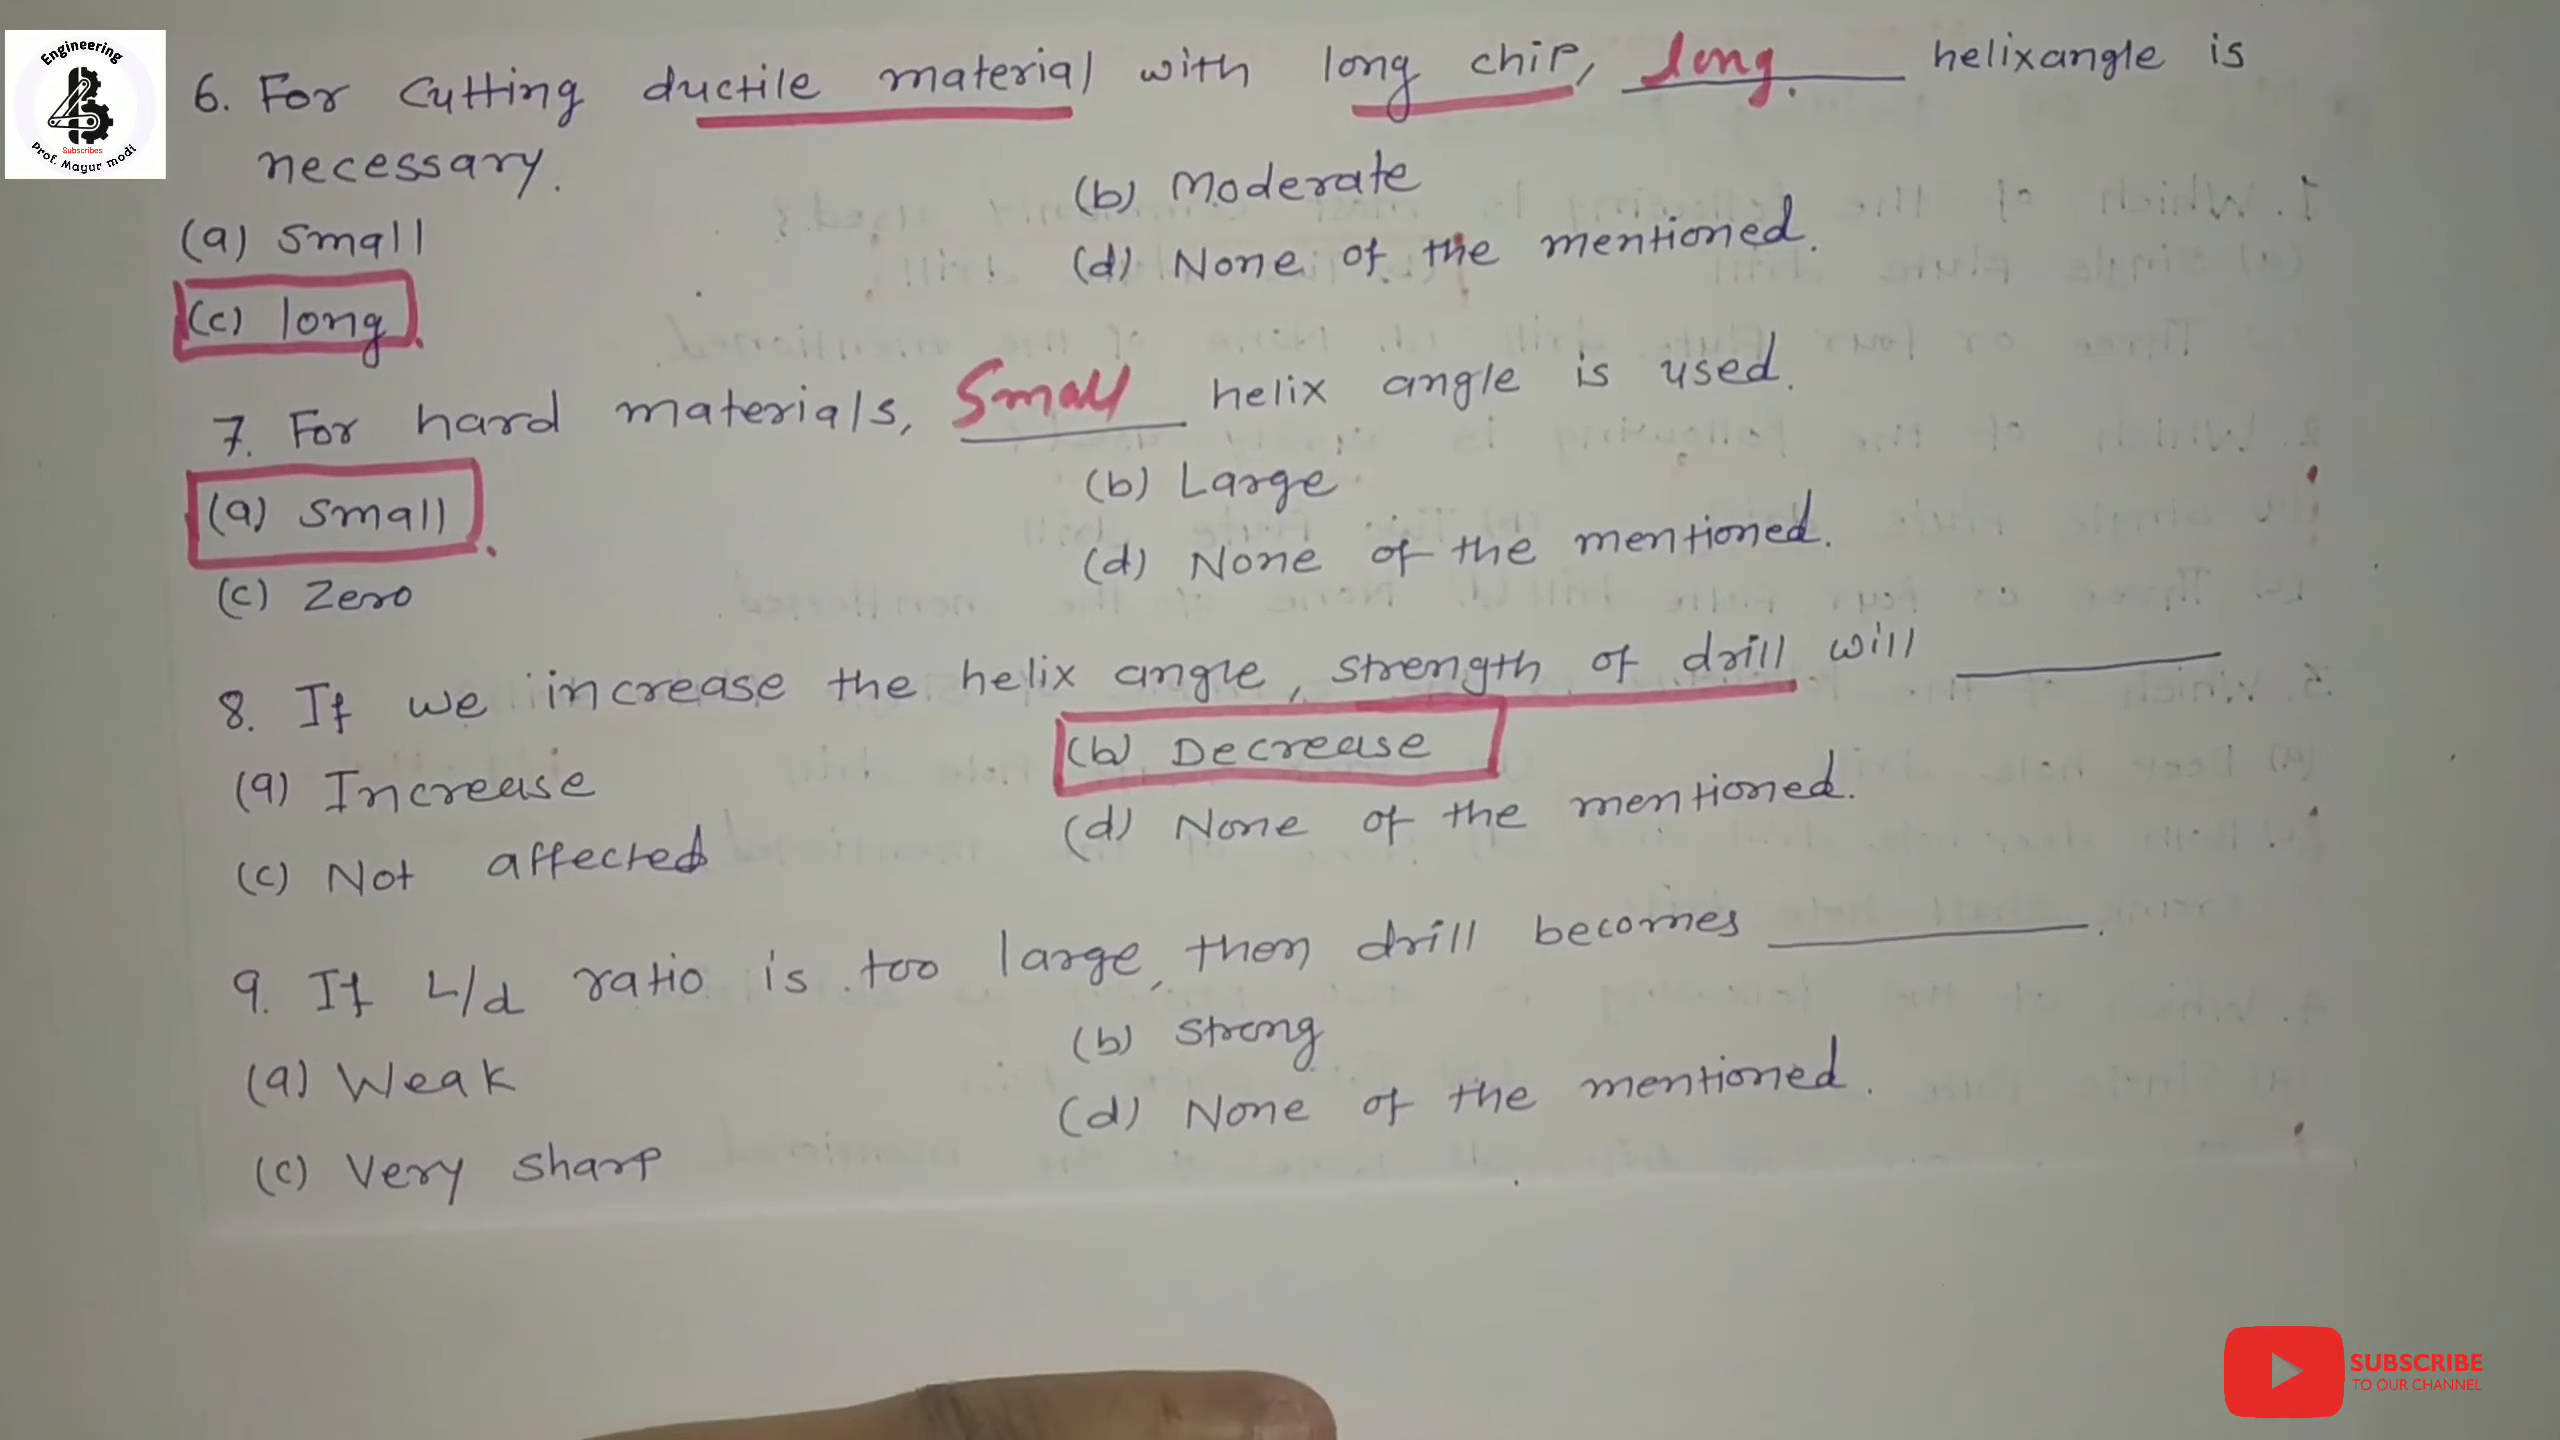 Engineering
Subscribes
Prof. Mayur modi
6. For Cutting ductile material with long chip, long. helixangle is
necessary.
(a) Small
(b) Moderate
(c) long
(d) None of the mentioned.
7. For hard materials, Small helix angle is used.
(a) Small
(b) Large
(c) Zero
(d) None of the mentioned.
8. If we increase the helix angle, strength of drill will ______
(a) Increase
(b) Decrease
(c) Not affected
(d) None of the mentioned.
9. If L/d ratio is too large, then drill becomes ______.
(a) Weak
(b) Strong
(c) Very sharp
(d) None of the mentioned.
SUBSCRIBE
TO OUR CHANNEL